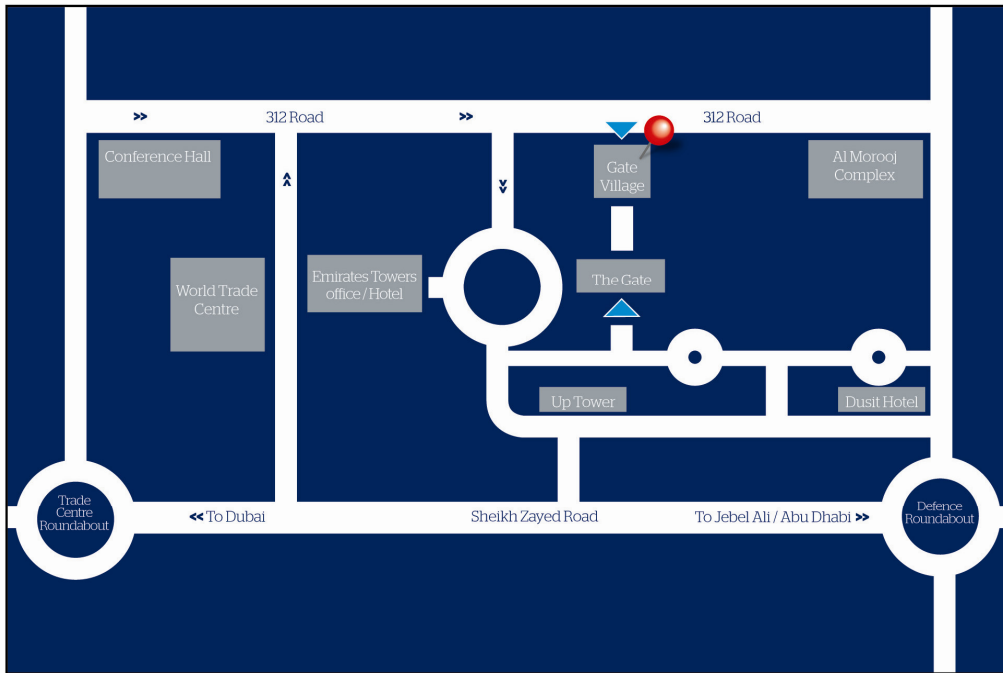 312 Road
312 Road
Conference Hall
Gate
Village
Al Morooj
Complex
World Trade
Centre
Emirates Towers
office / Hotel
The Gate
Up Tower
Dusit Hotel
Trade
Centre
Roundabout
To Dubai
Sheikh Zayed Road
To Jebel Ali / Abu Dhabi
Defence
Roundabout